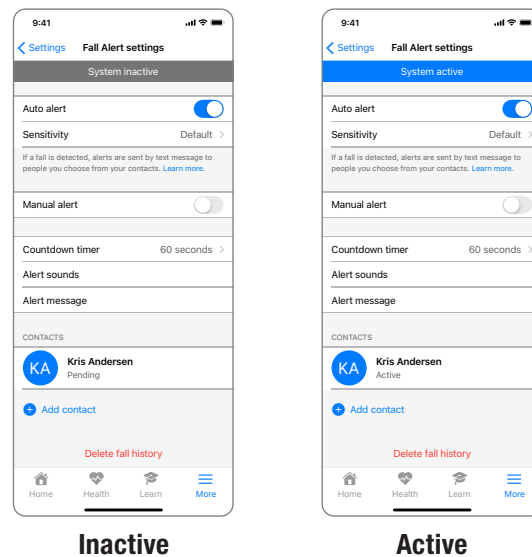 9:41
Settings Fall Alert settings
System inactive
Auto alert
Sensitivity Default
If a fall is detected, alerts are sent by text message to
people you choose from your contacts. Learn more.
Manual alert
Countdown timer 60 seconds
Alert sounds
Alert message
CONTACTS
KA Kris Andersen
Pending
Add contact
Delete fall history
Home Health Learn More
Inactive
9:41
Settings Fall Alert settings
System active
Auto alert
Sensitivity Default
If a fall is detected, alerts are sent by text message to
people you choose from your contacts. Learn more.
Manual alert
Countdown timer 60 seconds
Alert sounds
Alert message
CONTACTS
KA Kris Andersen
Active
Add contact
Delete fall history
Home Health Learn More
Active